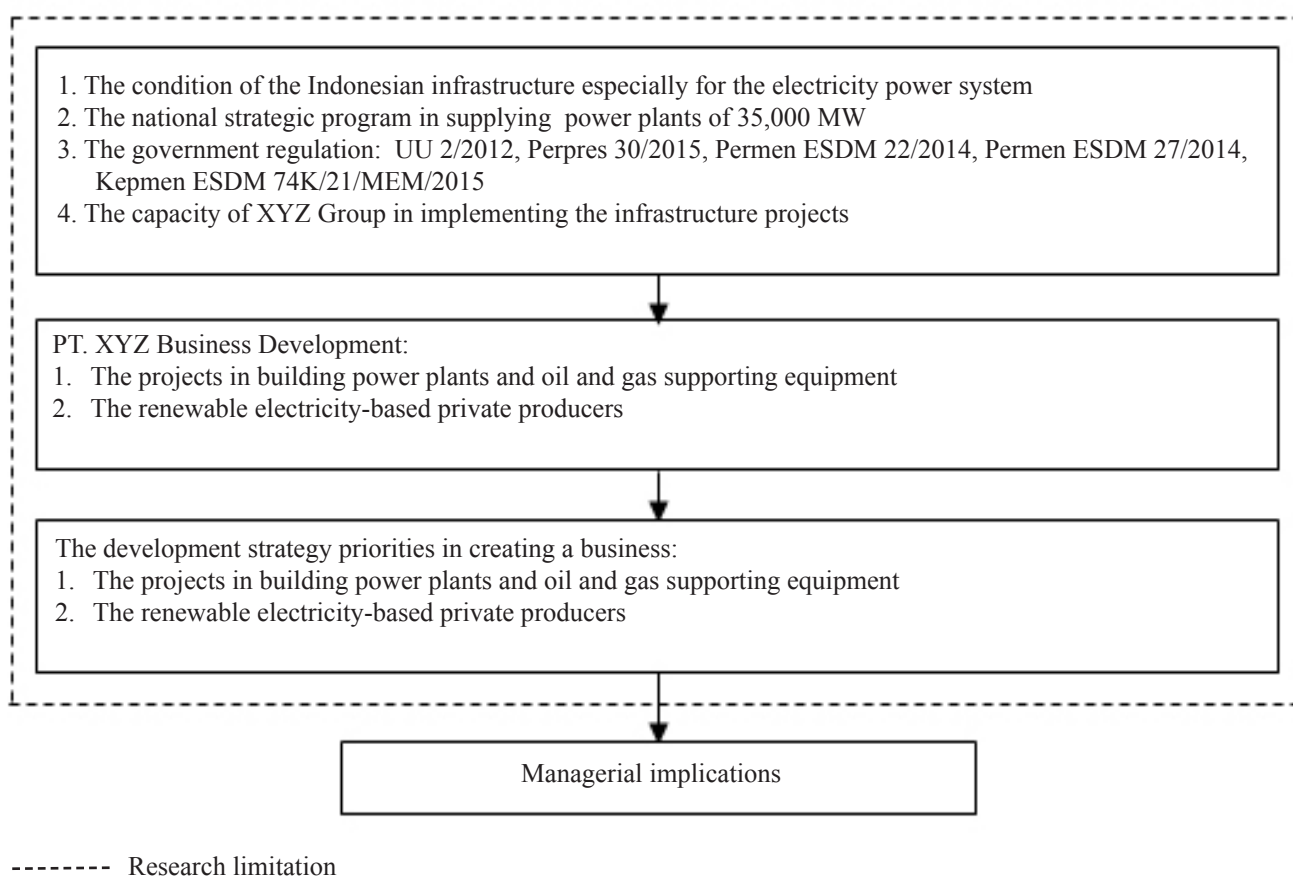 1. The condition of the Indonesian infrastructure especially for the electricity power system
2. The national strategic program in supplying power plants of 35,000 MW
3. The government regulation: UU 2/2012, Perpres 30/2015, Permen ESDM 22/2014, Permen ESDM 27/2014,
Kepmen ESDM 74K/21/MEM/2015
4. The capacity of XYZ Group in implementing the infrastructure projects
PT. XYZ Business Development:
1. The projects in building power plants and oil and gas supporting equipment
2. The renewable electricity-based private producers
The development strategy priorities in creating a business:
1. The projects in building power plants and oil and gas supporting equipment
2. The renewable electricity-based private producers
Managerial implications
Research limitation